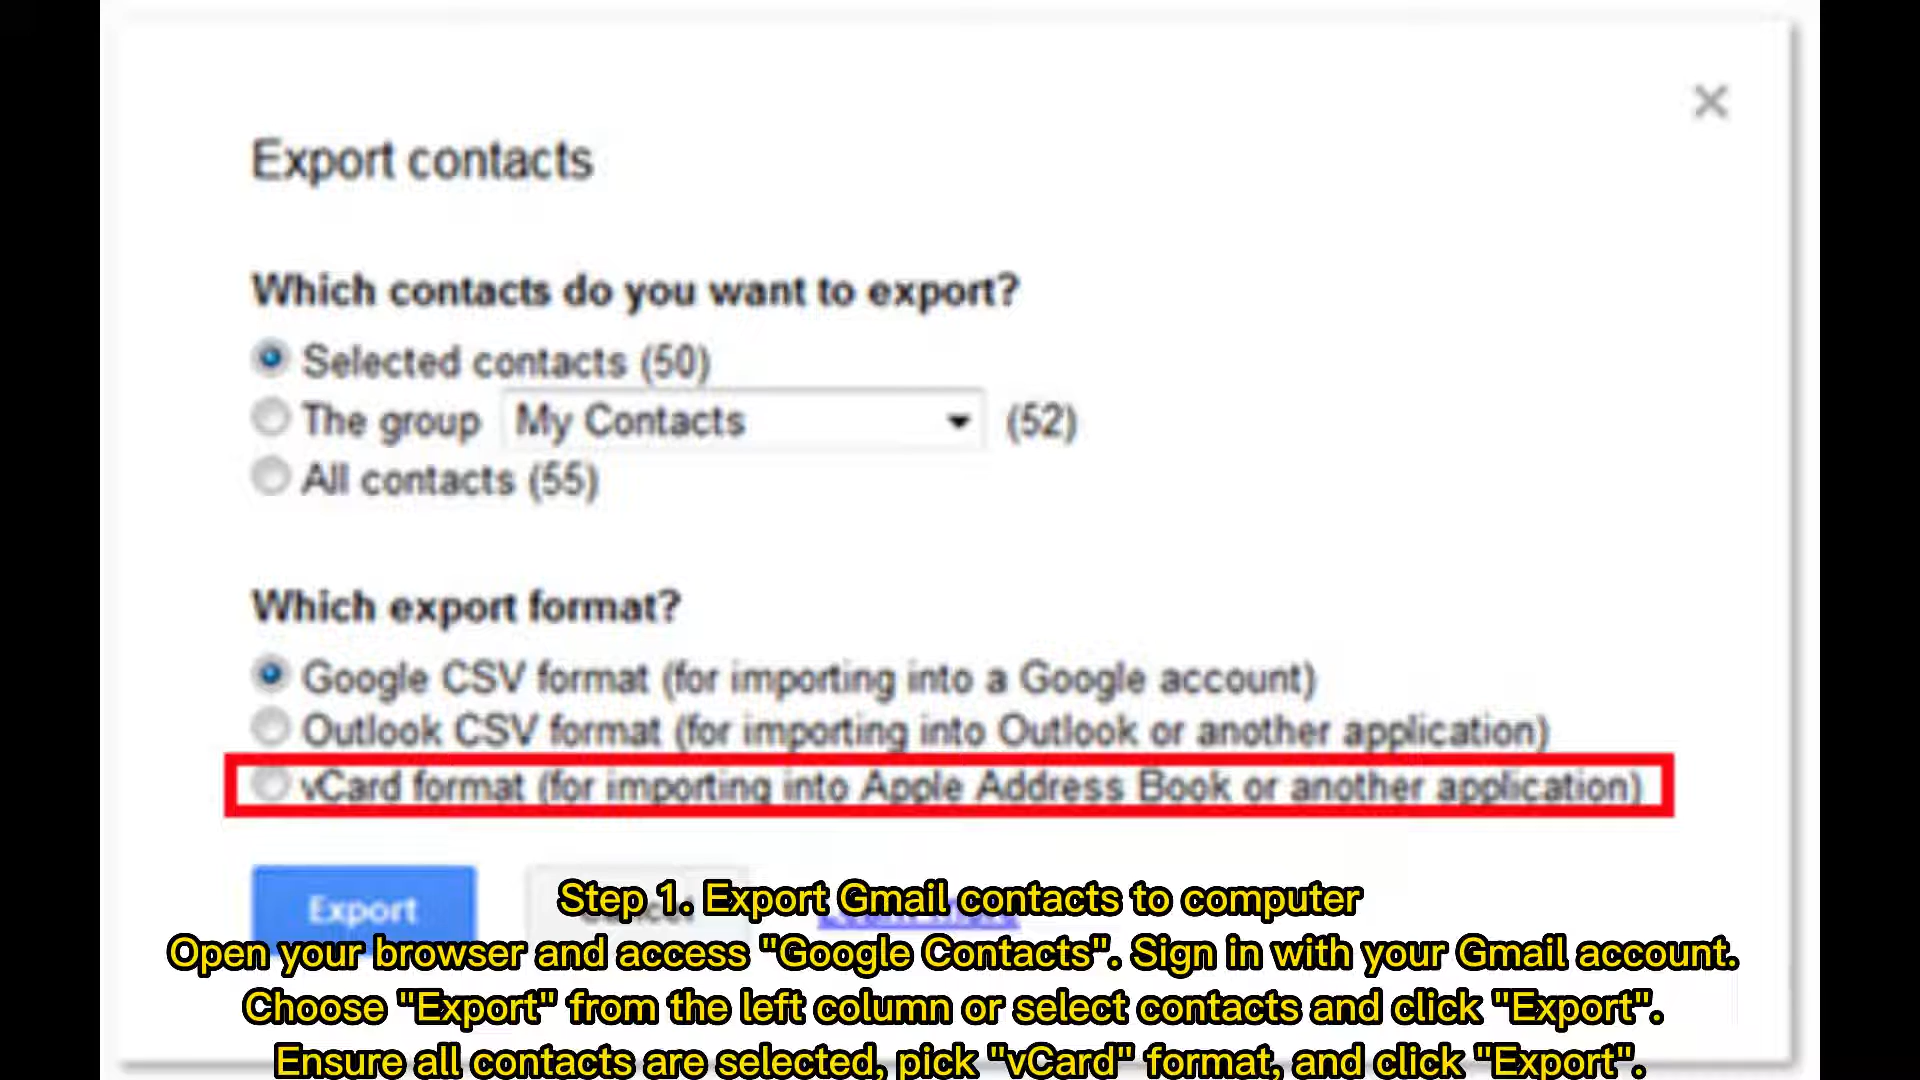 Export contacts
Which contacts do you want to export?
Selected contacts (50)
The group My Contacts (52)
All contacts (55)
Which export format?
Google CSV format (for importing into a Google account)
Outlook CSV format (for importing into Outlook or another application)
vCard format (for importing into Apple Address Book or another application)
Export
Step 1. Export Gmail contacts to computer
Open your browser and access "Google Contacts". Sign in with your Gmail account.
Choose "Export" from the left column or select contacts and click "Export".
Ensure all contacts are selected, pick "vCard" format, and click "Export".